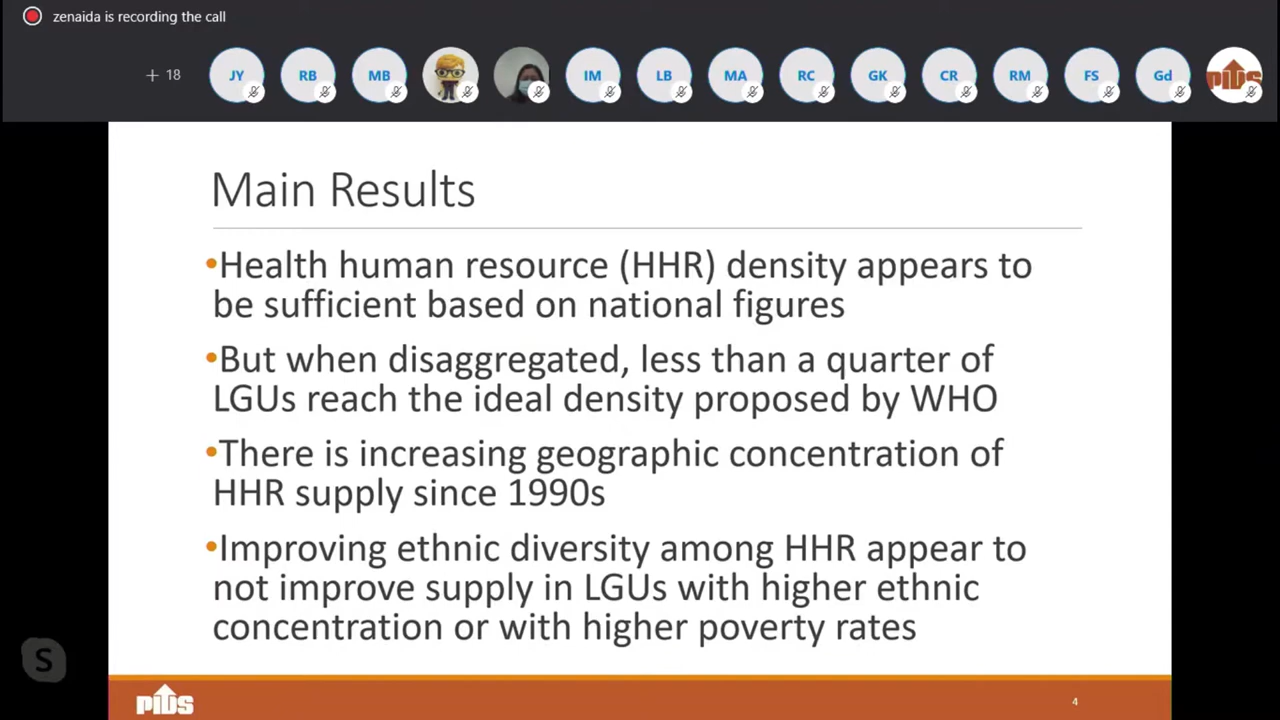 zenaida is recording the call
+ 18
JY
RB
MB
IM
LB
MA
RC
GK
CR
RM
FS
Gd
PIDS
Main Results
•Health human resource (HHR) density appears to
be sufficient based on national figures
•But when disaggregated, less than a quarter of
LGUs reach the ideal density proposed by WHO
•There is increasing geographic concentration of
HHR supply since 1990s
•Improving ethnic diversity among HHR appear to
not improve supply in LGUs with higher ethnic
concentration or with higher poverty rates
S
PIDS
4